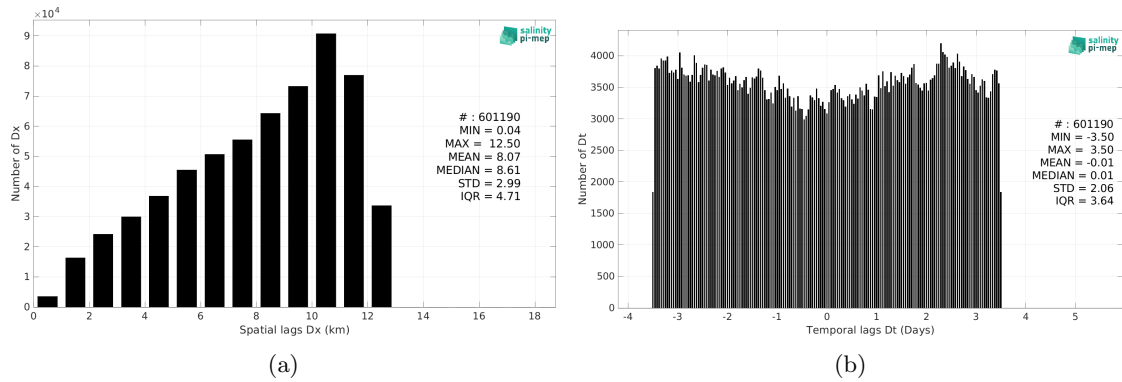 ×10⁴
9
8
7
6
5
4
3
2
1
0
Number of Dx
0 2 4 6 8 10 12 14 16 18
Spatial lags Dx (km)
salinity
pi-mep
# : 601190
MIN = 0.04
MAX = 12.50
MEAN = 8.07
MEDIAN = 8.61
STD = 2.99
IQR = 4.71
(a)
4000
3500
3000
2500
2000
1500
1000
500
0
Number of Dt
-4 -3 -2 -1 0 1 2 3 4 5
Temporal lags Dt (Days)
salinity
pi-mep
# : 601190
MIN = -3.50
MAX = 3.50
MEAN = -0.01
MEDIAN = 0.01
STD = 2.06
IQR = 3.64
(b)